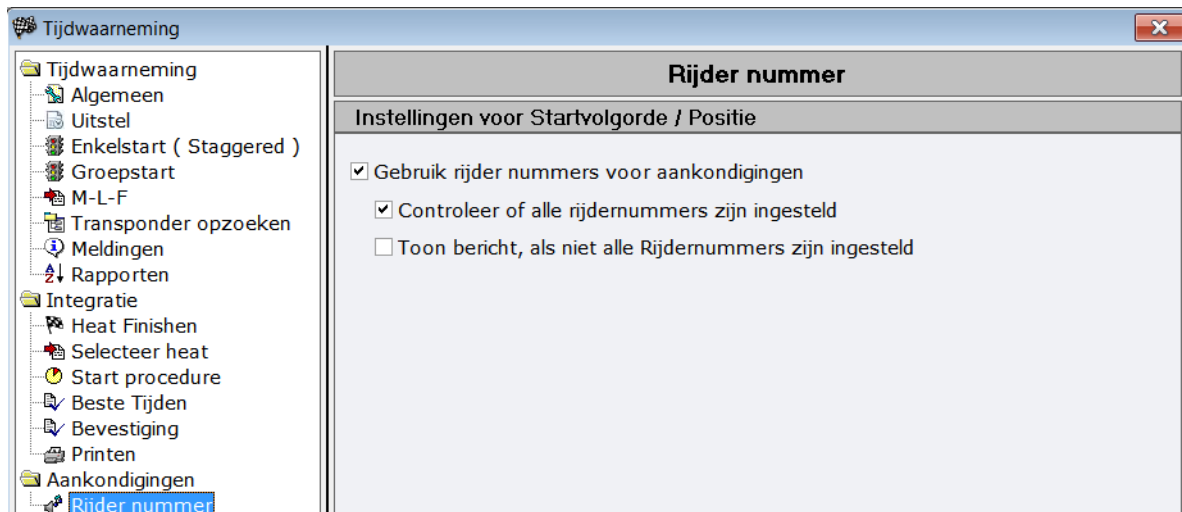 Tijdwaarneming
Tijdwaarneming
Algemeen
Uitstel
Enkelstart ( Staggered )
Groepstart
M-L-F
Transponder opzoeken
Meldingen
Rapporten
Integratie
Heat Finishen
Selecteer heat
Start procedure
Beste Tijden
Bevestiging
Printen
Aankondigingen
Rijder nummer
Rijder nummer
Instellingen voor Startvolgorde / Positie
Gebruik rijder nummers voor aankondigingen
Controleer of alle rijdernummers zijn ingesteld
Toon bericht, als niet alle Rijdernummers zijn ingesteld